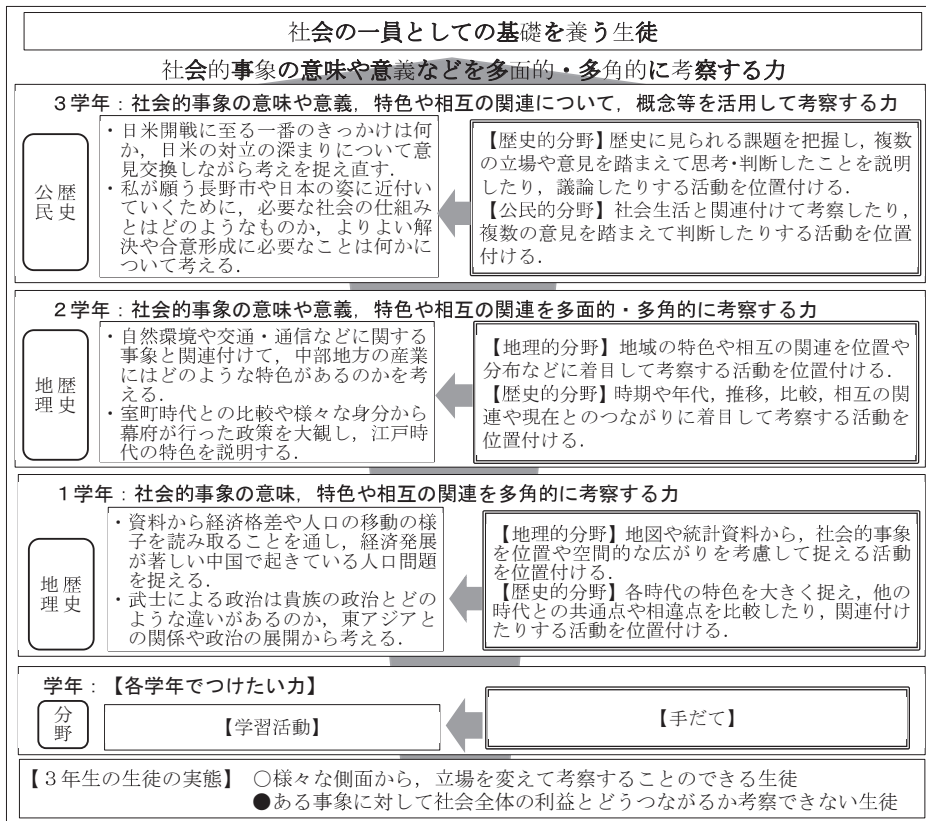 社会の一員としての基礎を養う生徒
社会的事象の意味や意義などを多面的・多角的に考察する力
３学年：社会的事象の意味や意義，特色や相互の関連について，概念等を活用して考察する力
歴史
公民
・日米開戦に至る一番のきっかけは何
か，日米の対立の深まりについて意
見交換しながら考えを捉え直す．
・私が願う長野市や日本の姿に近付い
ていくために，必要な社会の仕組み
とはどのようなものか，よりよい解
決や合意形成に必要なことは何かに
ついて考える．
【歴史的分野】歴史に見られる課題を把握し，複数
の立場や意見を踏まえて思考・判断したことを説明
したり，議論したりする活動を位置付ける．
【公民的分野】社会生活と関連付けて考察したり，
複数の意見を踏まえて判断したりする活動を位置
付ける．
２学年：社会的事象の意味や意義，特色や相互の関連を多面的・多角的に考察する力
歴史
地理
・自然環境や交通・通信などに関する
事象と関連付けて，中部地方の産業
にはどのような特色があるのかを考
える．
・室町時代との比較や様々な身分から
幕府が行った政策を大観し，江戸時
代の特色を説明する．
【地理的分野】地域の特色や相互の関連を位置や
分布などに着目して考察する活動を位置付ける．
【歴史的分野】時期や年代，推移，比較，相互の関
連や現在とのつながりに着目して考察する活動を
位置付ける．
１学年：社会的事象の意味，特色や相互の関連を多角的に考察する力
歴史
地理
・資料から経済格差や人口の移動の様
子を読み取ることを通し，経済発展
が著しい中国で起きている人口問題
を捉える．
・武士による政治は貴族の政治とどの
ような違いがあるのか，東アジアと
の関係や政治の展開から考える．
【地理的分野】地図や統計資料から，社会的事象
を位置や空間的な広がりを考慮して捉える活動
を位置付ける．
【歴史的分野】各時代の特色を大きく捉え，他の
時代との共通点や相違点を比較したり，関連付け
たりする活動を位置付ける．
学年：【各学年でつけたい力】
分野
【学習活動】
【手だて】
【３年生の生徒の実態】 ○様々な側面から，立場を変えて考察することのできる生徒
●ある事象に対して社会全体の利益とどうつながるか考察できない生徒